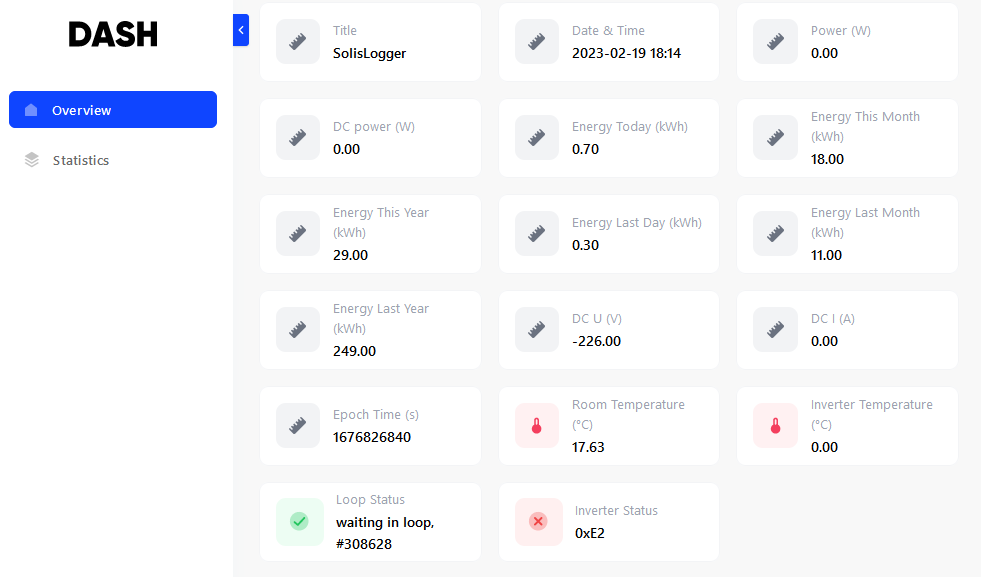 DASH
Overview
Statistics
Title
SolisLogger
Date & Time
2023-02-19 18:14
Power (W)
0.00
DC power (W)
0.00
Energy Today (kWh)
0.70
Energy This Month
(kWh)
18.00
Energy This Year
(kWh)
29.00
Energy Last Day (kWh)
0.30
Energy Last Month
(kWh)
11.00
Energy Last Year
(kWh)
249.00
DC U (V)
-226.00
DC I (A)
0.00
Epoch Time (s)
1676826840
Room Temperature
(°C)
17.63
Inverter Temperature
(°C)
0.00
Loop Status
waiting in loop,
#308628
Inverter Status
0xE2